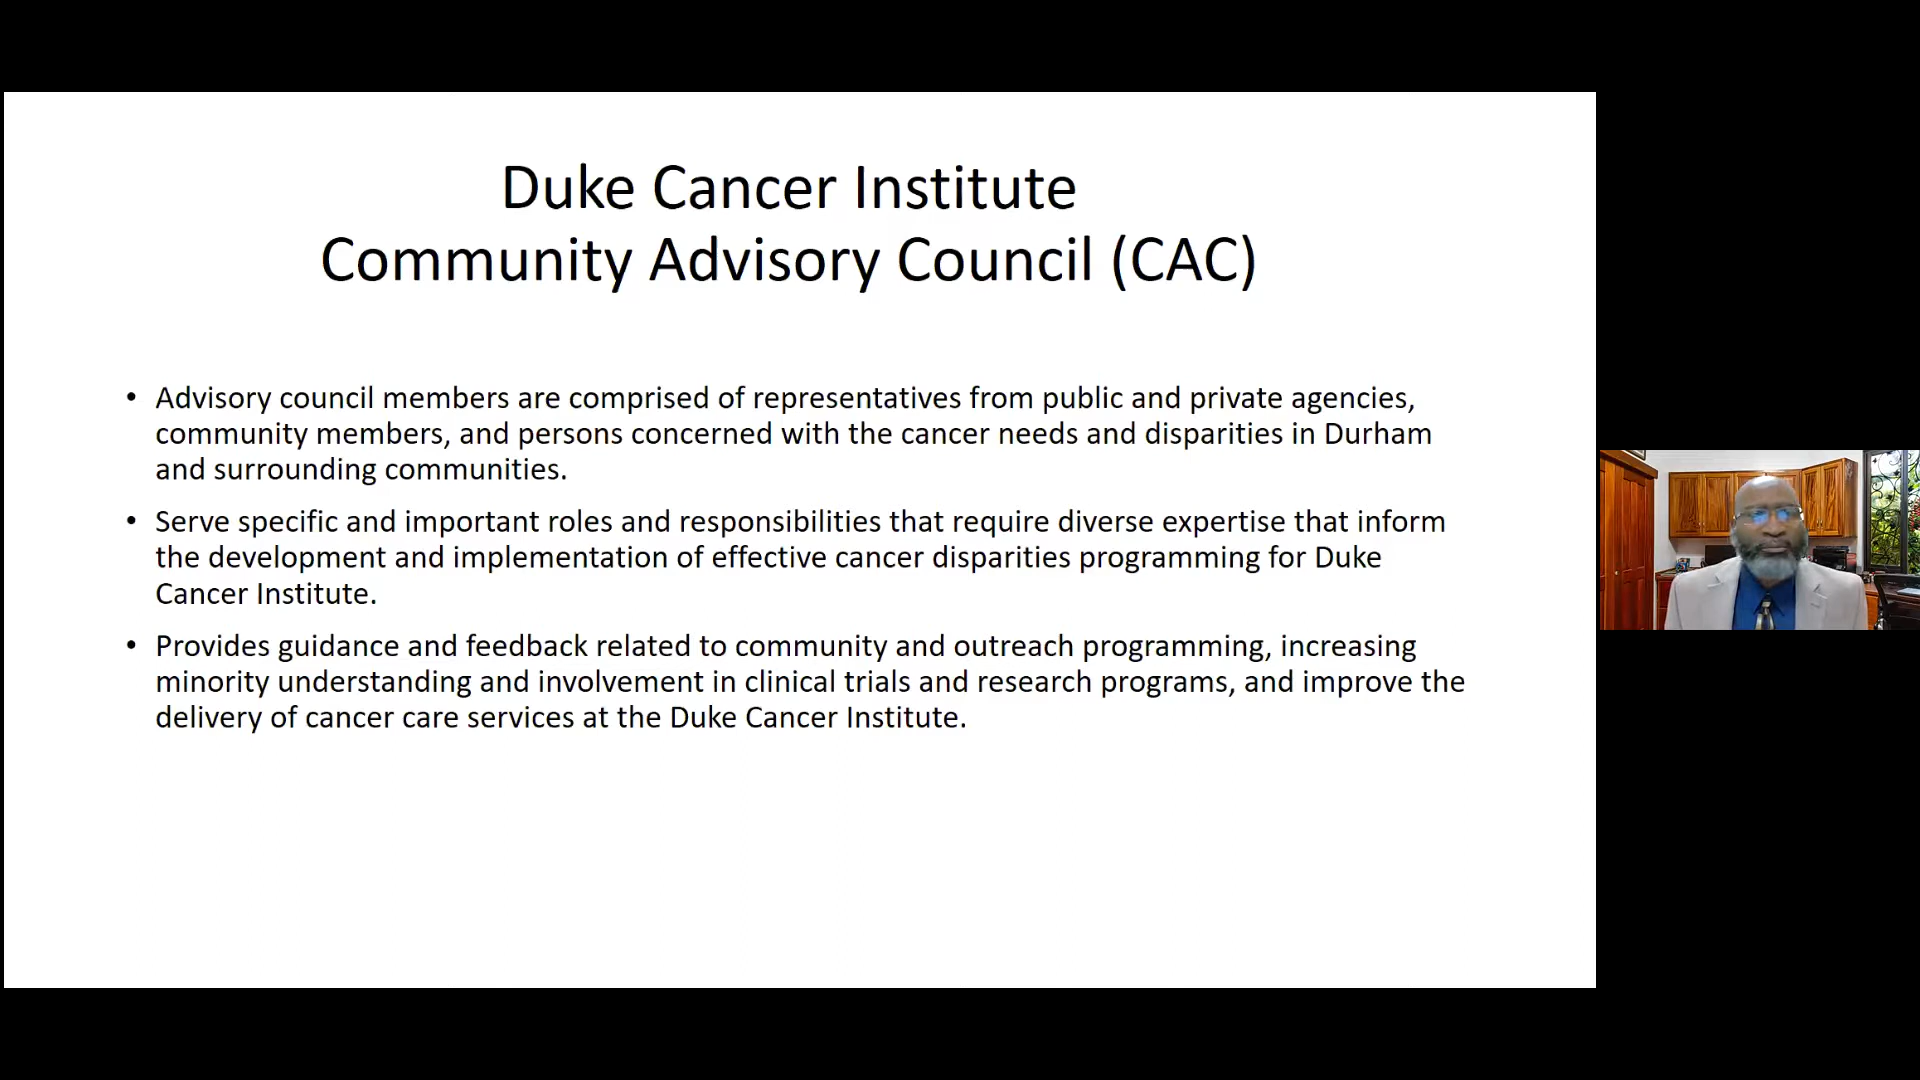 Duke Cancer Institute
Community Advisory Council (CAC)
• Advisory council members are comprised of representatives from public and private agencies,
community members, and persons concerned with the cancer needs and disparities in Durham
and surrounding communities.
• Serve specific and important roles and responsibilities that require diverse expertise that inform
the development and implementation of effective cancer disparities programming for Duke
Cancer Institute.
• Provides guidance and feedback related to community and outreach programming, increasing
minority understanding and involvement in clinical trials and research programs, and improve the
delivery of cancer care services at the Duke Cancer Institute.